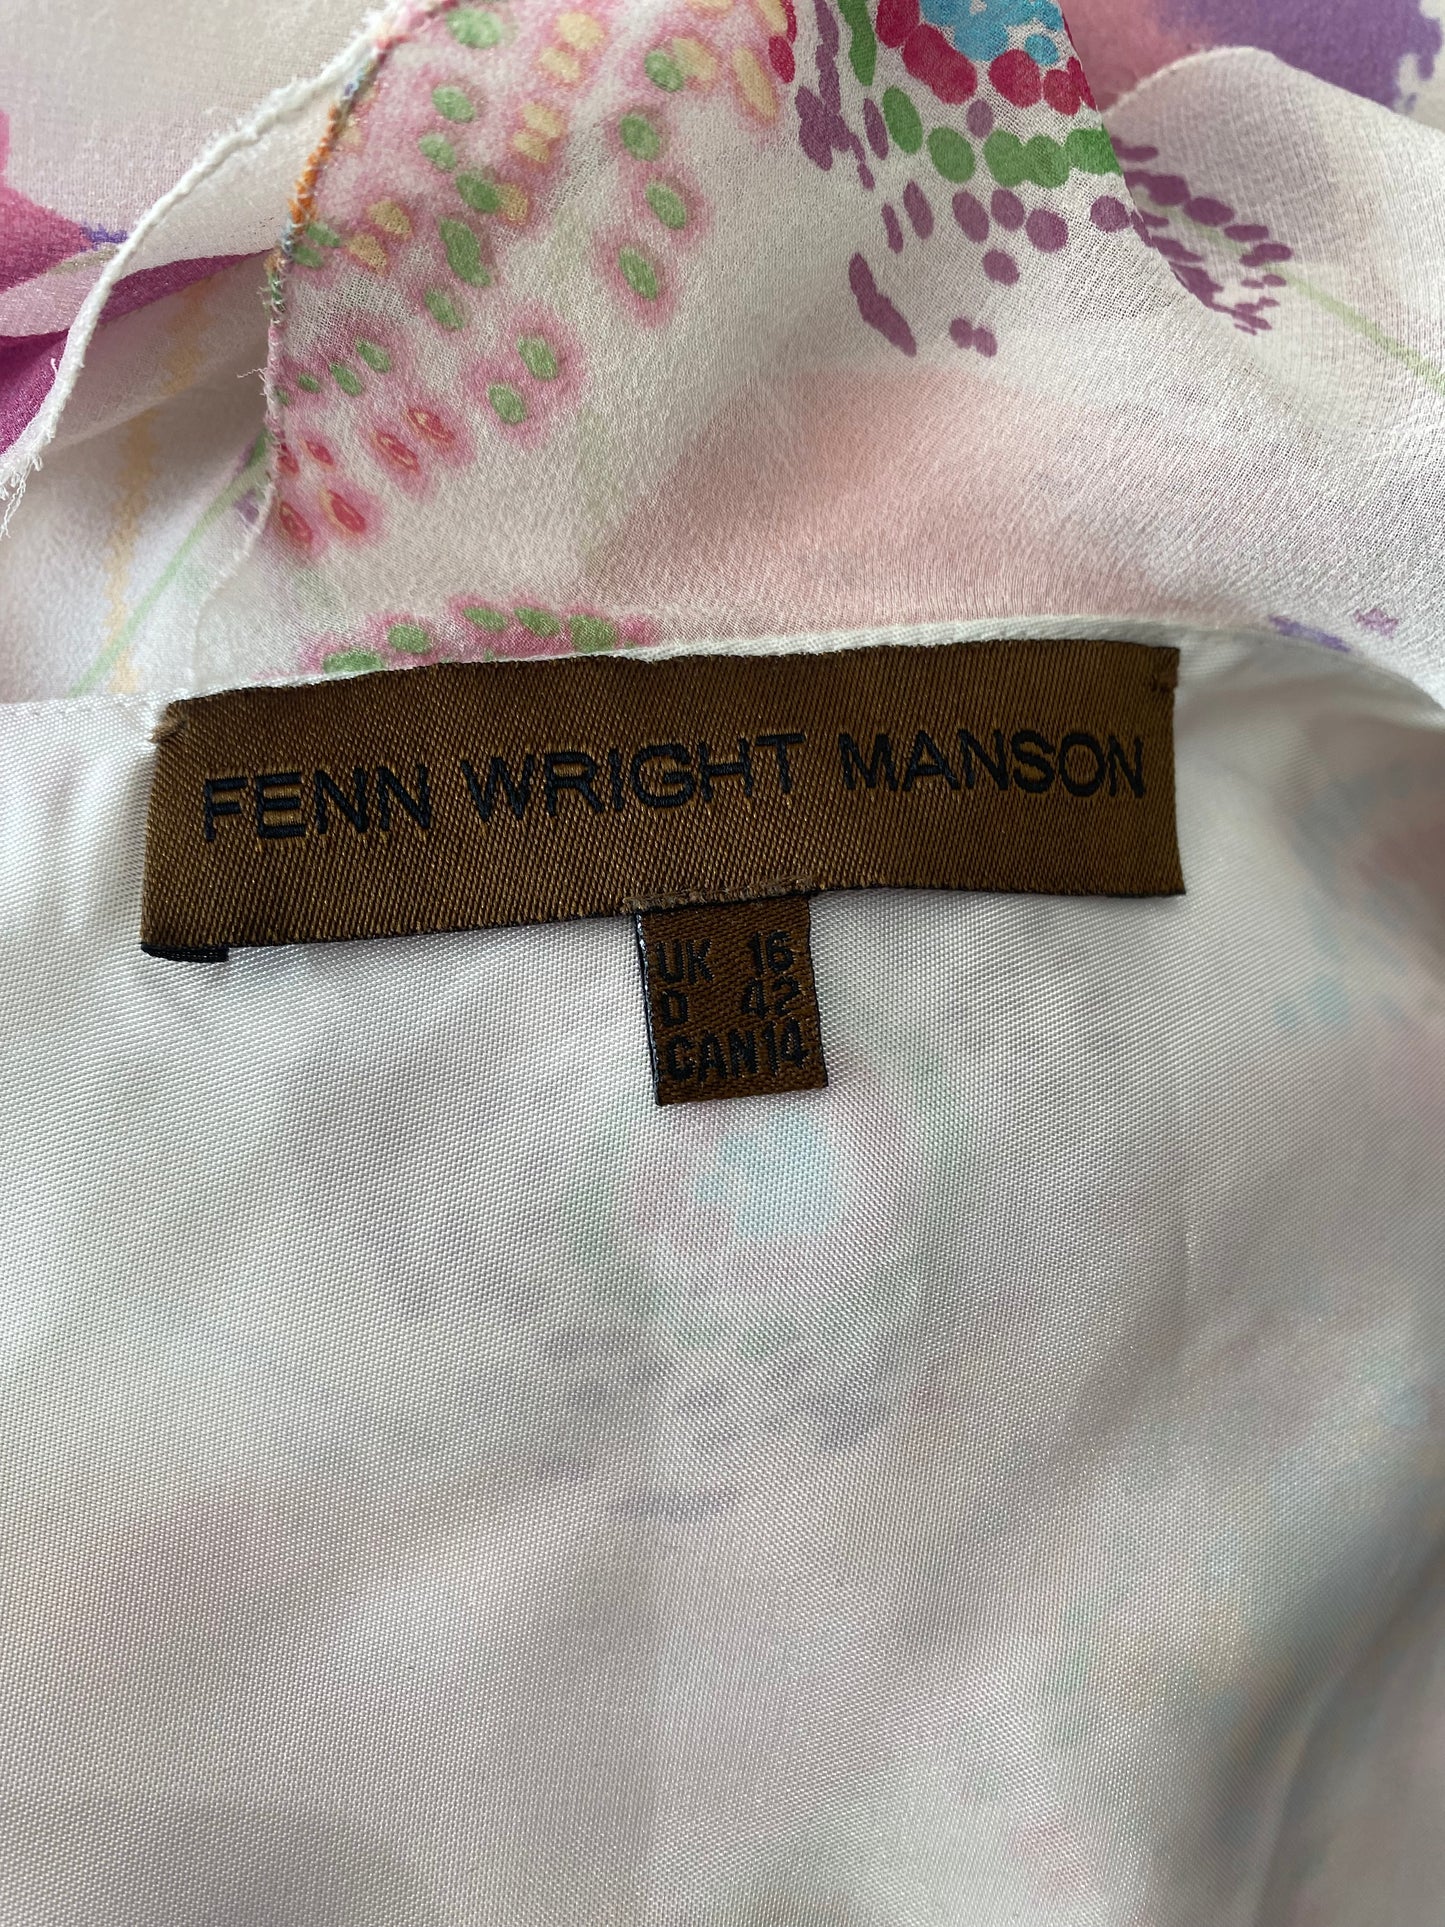 FENN WRIGHT MANSON
UK 16
D 42
CAN 14